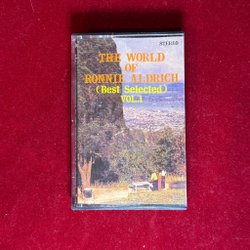 STEREO
THE WORLD
OF
RONNIE ALDRICH
(Best Selected)
VOL.1